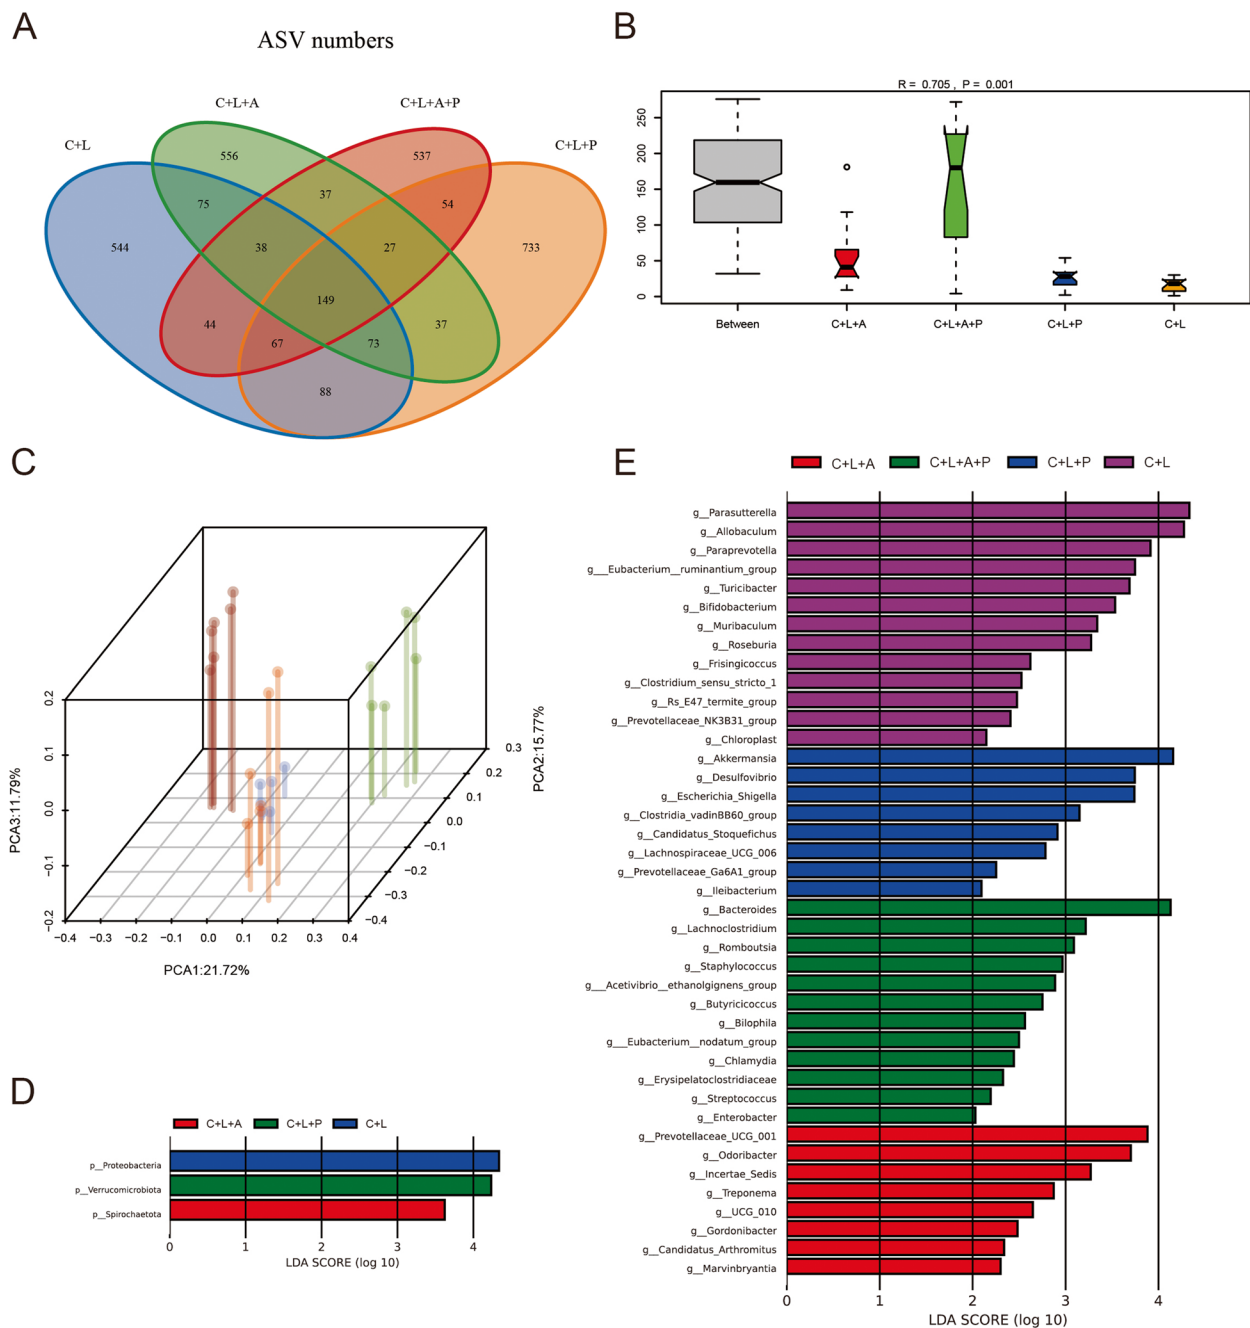 A
ASV numbers
C+L+A
C+L+A+P
C+L
C+L+P
556
537
75
37
54
544
38
27
733
149
44
37
67
73
88
B
R = 0.705 , P = 0.001
250
200
150
100
50
0
Between
C+L+A
C+L+A+P
C+L+P
C+L
C
PCA3:11.79%
0.2
0.1
0.0
−0.1
−0.2
−0.4
−0.3
−0.2
−0.1
0.0
0.1
0.2
0.3
0.4
PCA1:21.72%
PCA2:15.77%
0.3
0.2
0.1
0.0
−0.1
−0.2
−0.3
−0.4
D
C+L+A
C+L+P
C+L
p__Proteobacteria
p__Verrucomicrobiota
p__Spirochaetota
0
1
2
3
4
LDA SCORE (log 10)
E
C+L+A
C+L+A+P
C+L+P
C+L
g__Parasutterella
g__Allobaculum
g__Paraprevotella
g___Eubacterium__ruminantium_group
g__Turicibacter
g__Bifidobacterium
g__Muribaculum
g__Roseburia
g__Frisingicoccus
g__Clostridium_sensu_stricto_1
g__Rs_E47_termite_group
g__Prevotellaceae_NK3B31_group
g__Chloroplast
g__Akkermansia
g__Desulfovibrio
g__Escherichia_Shigella
g__Clostridia_vadinBB60_group
g__Candidatus_Stoquefichus
g__Lachnospiraceae_UCG_006
g__Prevotellaceae_Ga6A1_group
g__Ileibacterium
g__Bacteroides
g__Lachnoclostridium
g__Romboutsia
g__Staphylococcus
g___Acetivibrio__ethanolgignens_group
g__Butyricicoccus
g__Bilophila
g___Eubacterium__nodatum_group
g__Chlamydia
g__Erysipelatoclostridiaceae
g__Streptococcus
g__Enterobacter
g__Prevotellaceae_UCG_001
g__Odoribacter
g__Incertae_Sedis
g__Treponema
g__UCG_010
g__Gordonibacter
g__Candidatus_Arthromitus
g__Marvinbryantia
0
1
2
3
4
LDA SCORE (log 10)